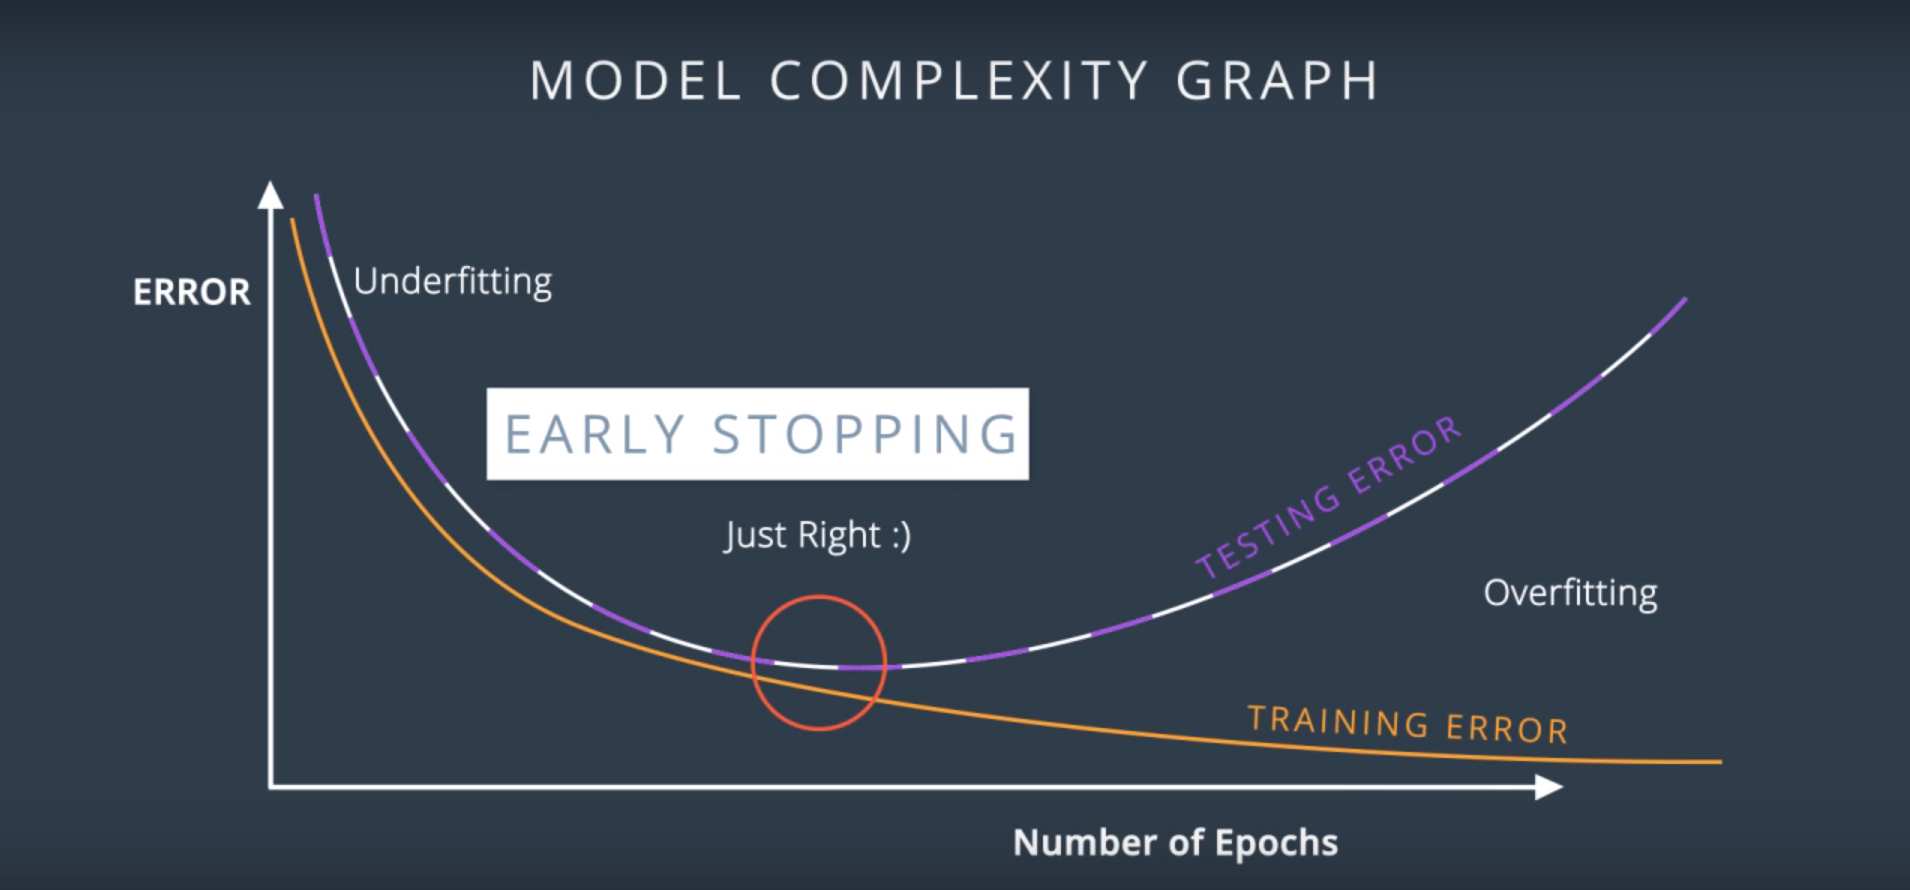 MODEL COMPLEXITY GRAPH
ERROR
Underfitting
EARLY STOPPING
Just Right :)
TESTING ERROR
Overfitting
TRAINING ERROR
Number of Epochs